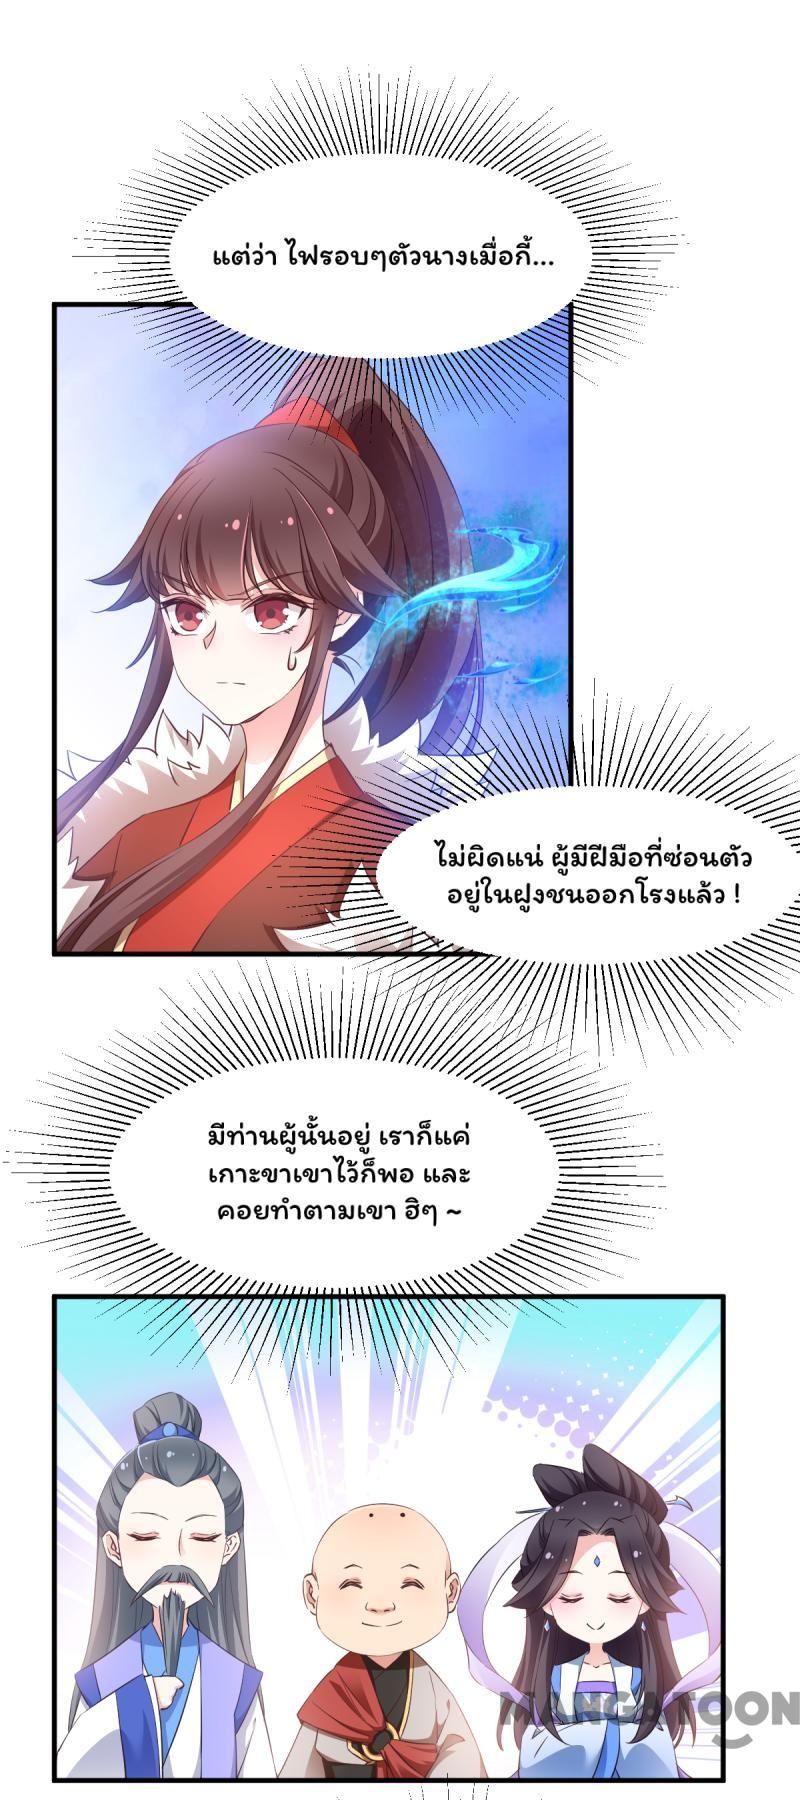 แต่ว่า ไฟรอบๆตัวนางเมื่อกี้...
ไม่ผิดแน่ ผู้มีฝีมือที่ซ่อนตัว
อยู่ในฝูงชนออกโรงแล้ว !
มีท่านผู้นั้นอยู่ เราก็แค่
เกาะขาเขาไว้ก็พอ และ
คอยทำตามเขา ฮิๆ ~
MANGATOON